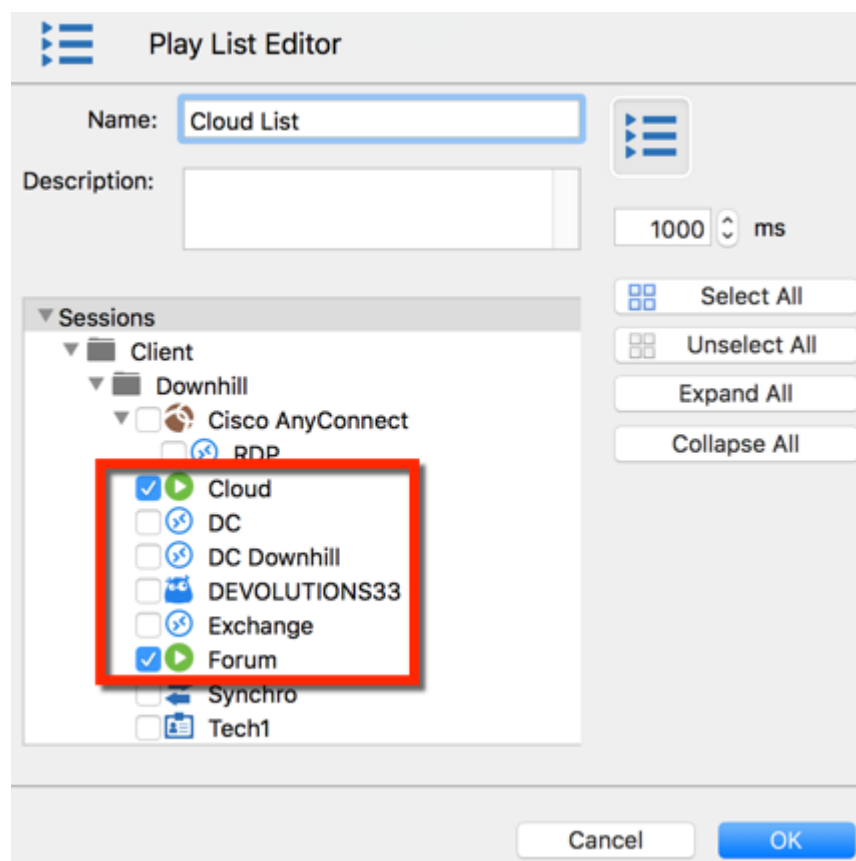 Play List Editor
Name: Cloud List
Description:
1000 ms
Select All
Unselect All
Expand All
Collapse All
Sessions
Client
Downhill
Cisco AnyConnect
RDP
Cloud
DC
DC Downhill
DEVOLUTIONS33
Exchange
Forum
Synchro
Tech1
Cancel OK